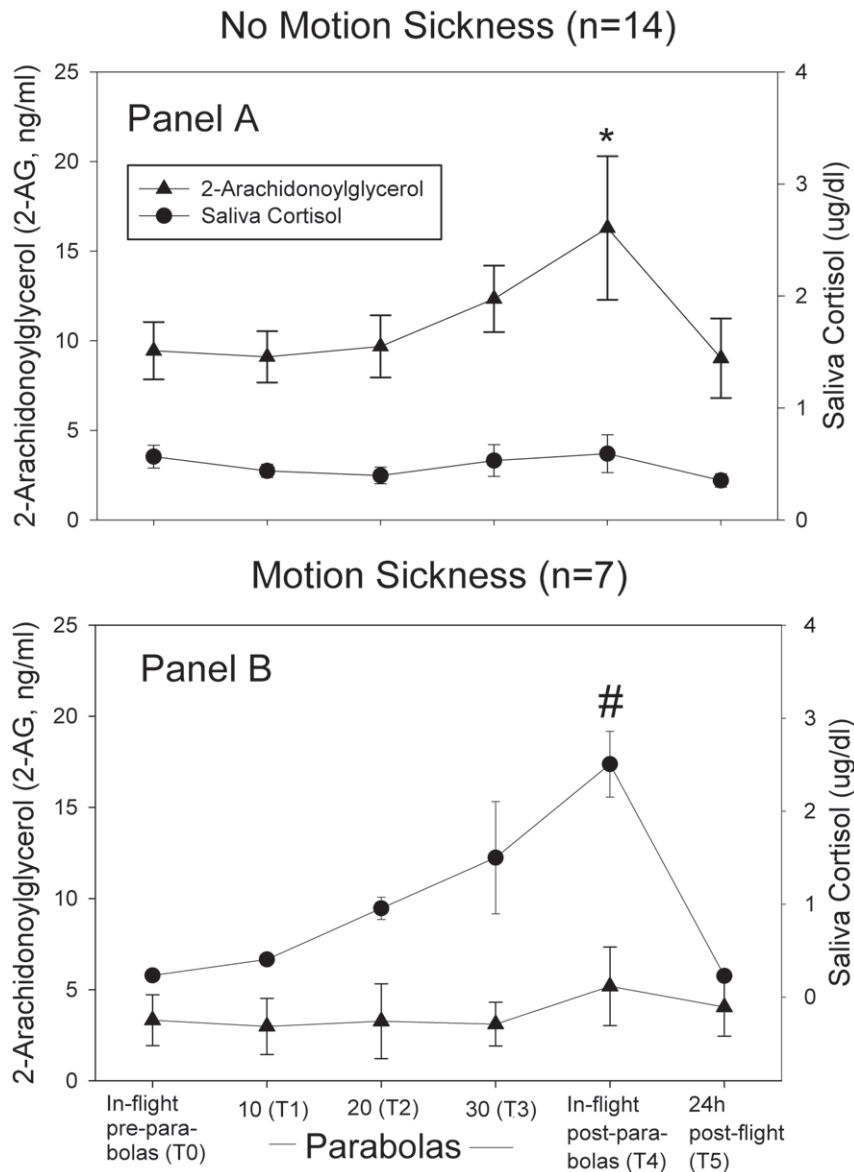 No Motion Sickness (n=14)
Panel A
*
2-Arachidonoylglycerol
Saliva Cortisol
2-Arachidonoylglycerol (2-AG, ng/ml)
25
20
15
10
5
0
Saliva Cortisol (ug/dl)
4
3
2
1
0
Motion Sickness (n=7)
Panel B
#
2-Arachidonoylglycerol (2-AG, ng/ml)
25
20
15
10
5
0
Saliva Cortisol (ug/dl)
4
3
2
1
0
In-flight
pre-para-
bolas (T0)
10 (T1)
20 (T2)
30 (T3)
In-flight
post-para-
bolas (T4)
24h
post-flight
(T5)
Parabolas